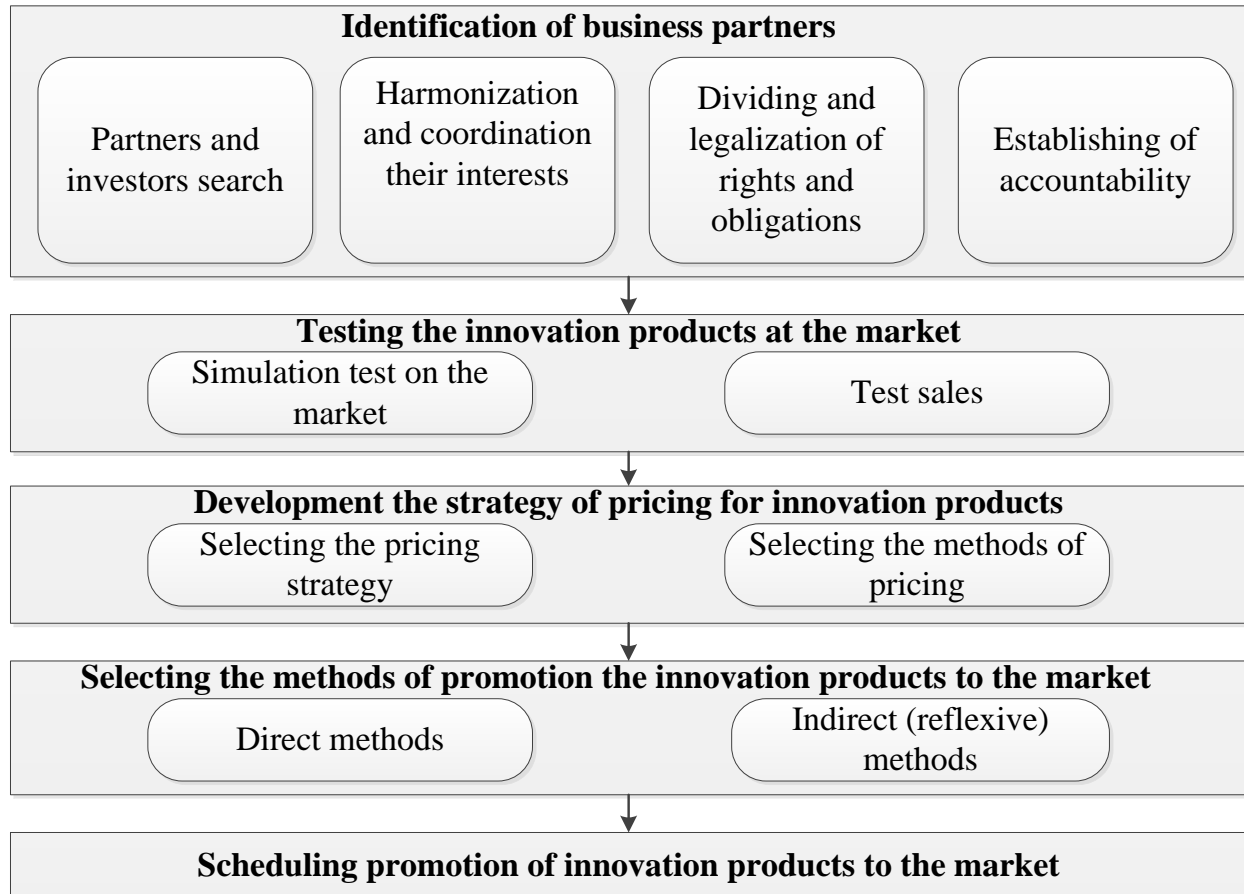 Identification of business partners
Partners and
investors search
Harmonization
and coordination
their interests
Dividing and
legalization of
rights and
obligations
Establishing of
accountability
Testing the innovation products at the market
Simulation test on the
market
Test sales
Development the strategy of pricing for innovation products
Selecting the pricing
strategy
Selecting the methods of
pricing
Selecting the methods of promotion the innovation products to the market
Direct methods
Indirect (reflexive)
methods
Scheduling promotion of innovation products to the market